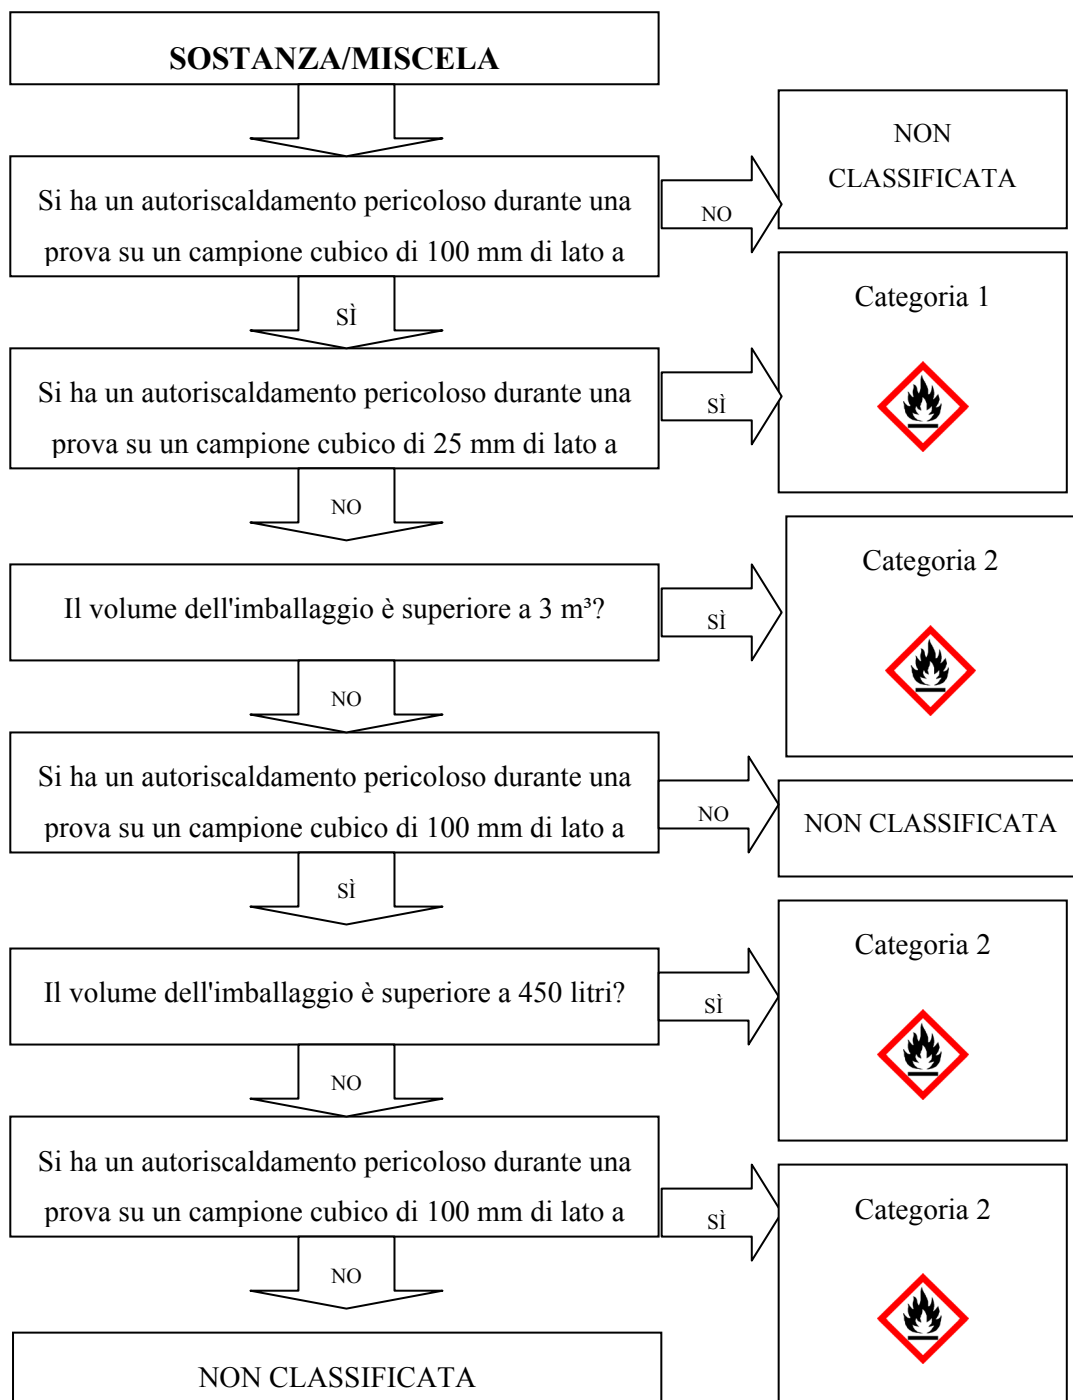 SOSTANZA/MISCELA
Si ha un autoriscaldamento pericoloso durante una
prova su un campione cubico di 100 mm di lato a
NO
NON
CLASSIFICATA
SÌ
Si ha un autoriscaldamento pericoloso durante una
prova su un campione cubico di 25 mm di lato a
SÌ
Categoria 1
NO
Il volume dell'imballaggio è superiore a 3 m³?
SÌ
Categoria 2
NO
Si ha un autoriscaldamento pericoloso durante una
prova su un campione cubico di 100 mm di lato a
NO
NON CLASSIFICATA
SÌ
Il volume dell'imballaggio è superiore a 450 litri?
SÌ
Categoria 2
NO
Si ha un autoriscaldamento pericoloso durante una
prova su un campione cubico di 100 mm di lato a
SÌ
Categoria 2
NO
NON CLASSIFICATA